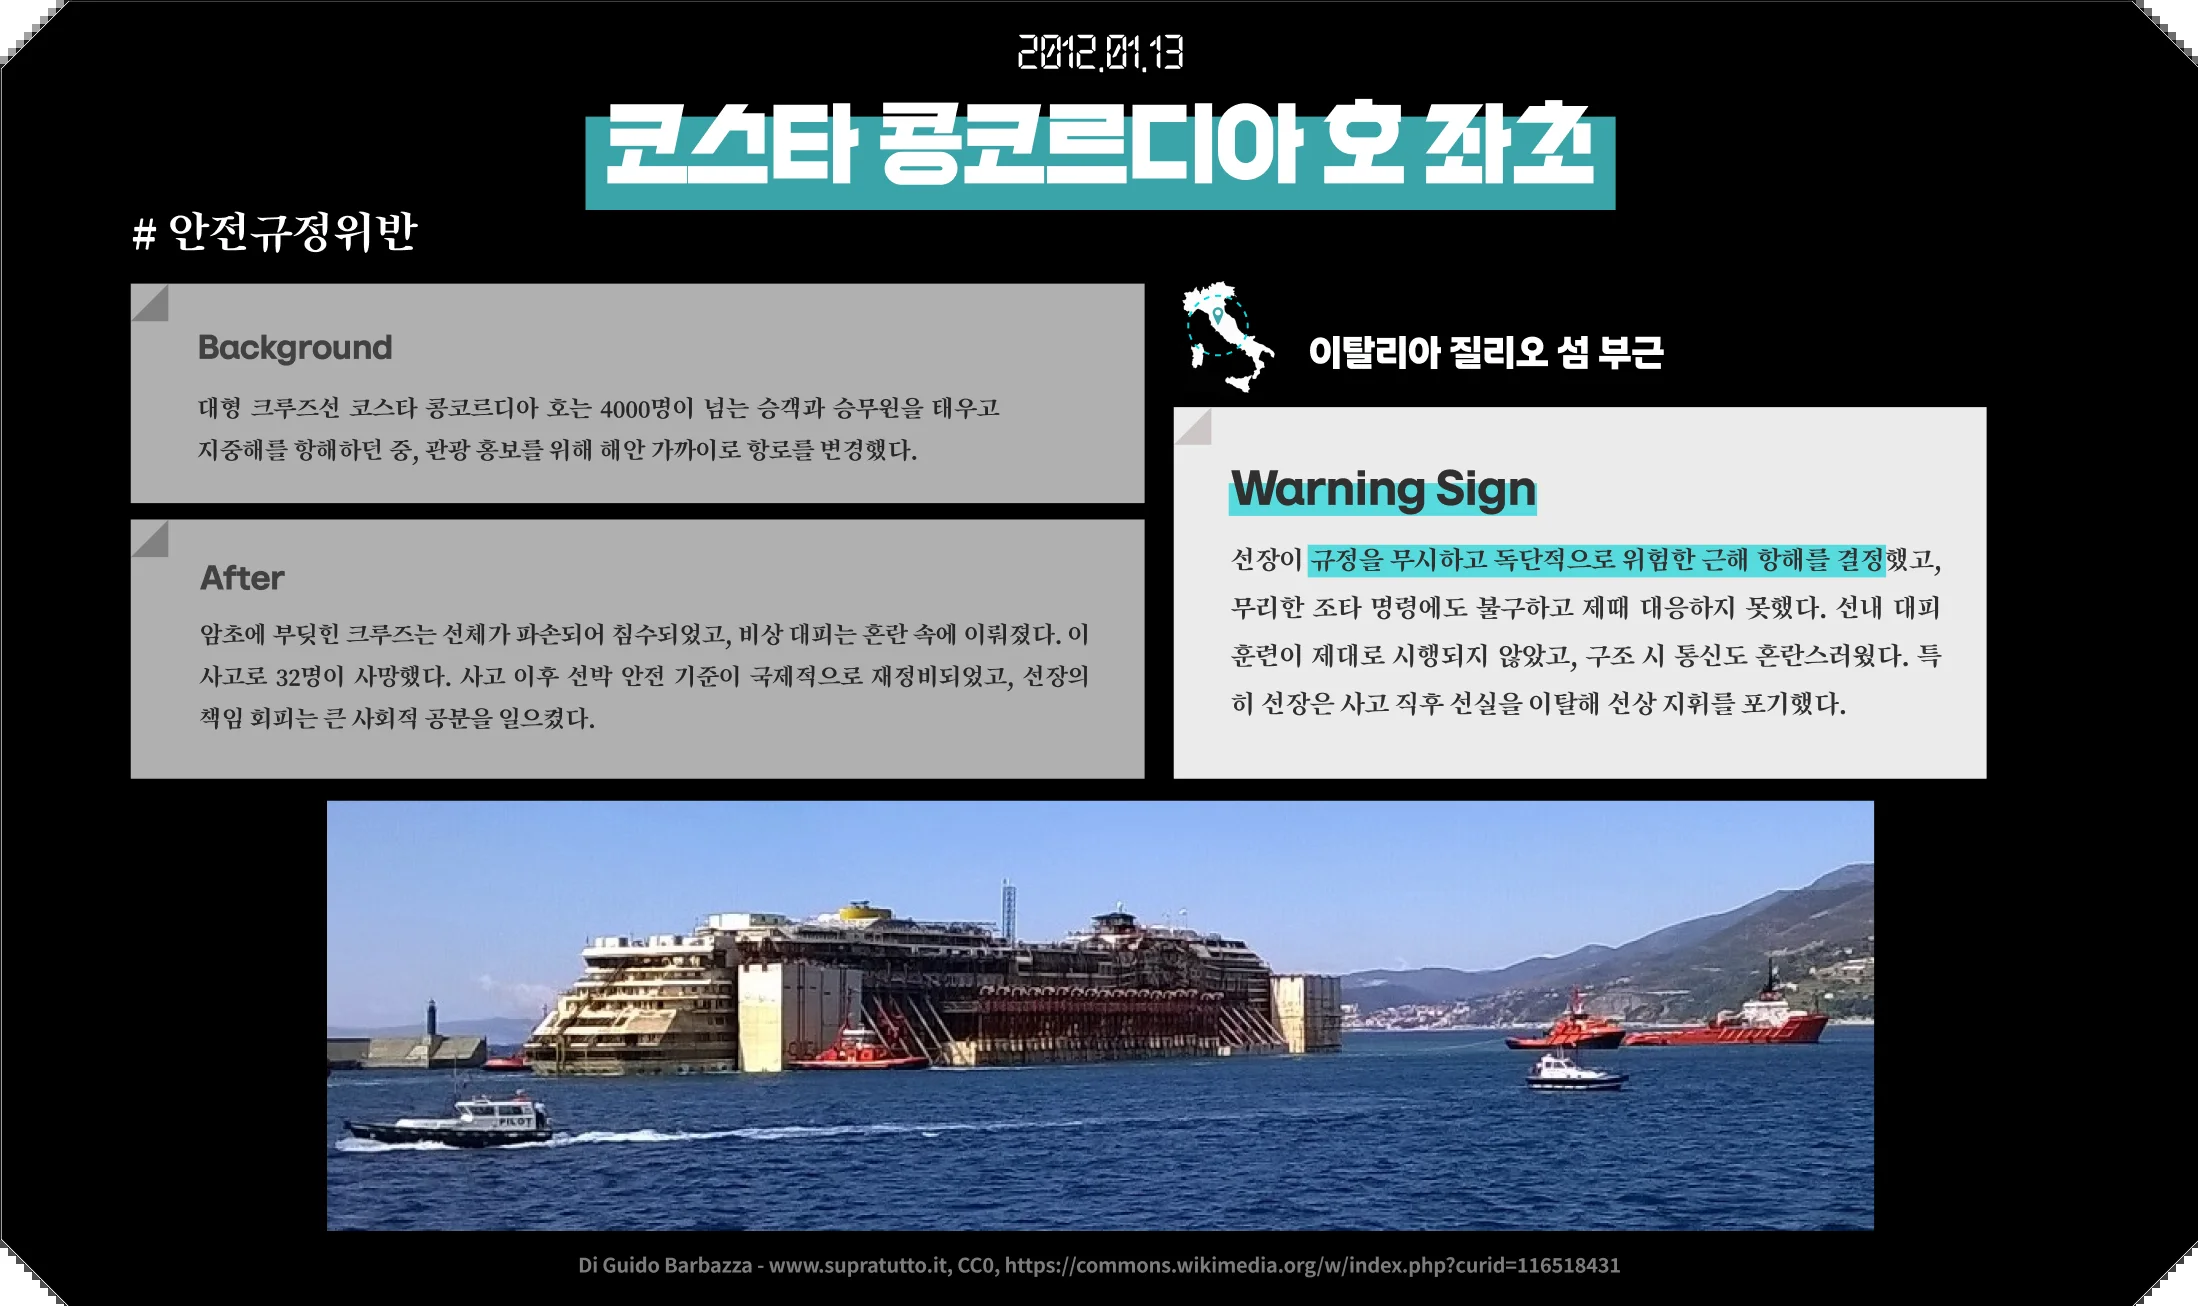 2012.01.13
코스타 콩코르디아 호 좌초
# 안전규정위반
Background
대형 크루즈선 코스타 콩코르디아 호는 4000명이 넘는 승객과 승무원을 태우고
지중해를 항해하던 중, 관광 홍보를 위해 해안 가까이로 항로를 변경했다.
After
암초에 부딪힌 크루즈는 선체가 파손되어 침수되었고, 비상 대피는 혼란 속에 이뤄졌다. 이
사고로 32명이 사망했다. 사고 이후 선박 안전 기준이 국제적으로 재정비되었고, 선장의
책임 회피는 큰 사회적 공분을 일으켰다.
이탈리아 질리오 섬 부근
Warning Sign
선장이 규정을 무시하고 독단적으로 위험한 근해 항해를 결정했고,
무리한 조타 명령에도 불구하고 제때 대응하지 못했다. 선내 대피
훈련이 제대로 시행되지 않았고, 구조 시 통신도 혼란스러웠다. 특
히 선장은 사고 직후 선실을 이탈해 선상 지휘를 포기했다.
PILOT
Di Guido Barbazza - www.supratutto.it, CC0, https://commons.wikimedia.org/w/index.php?curid=116518431